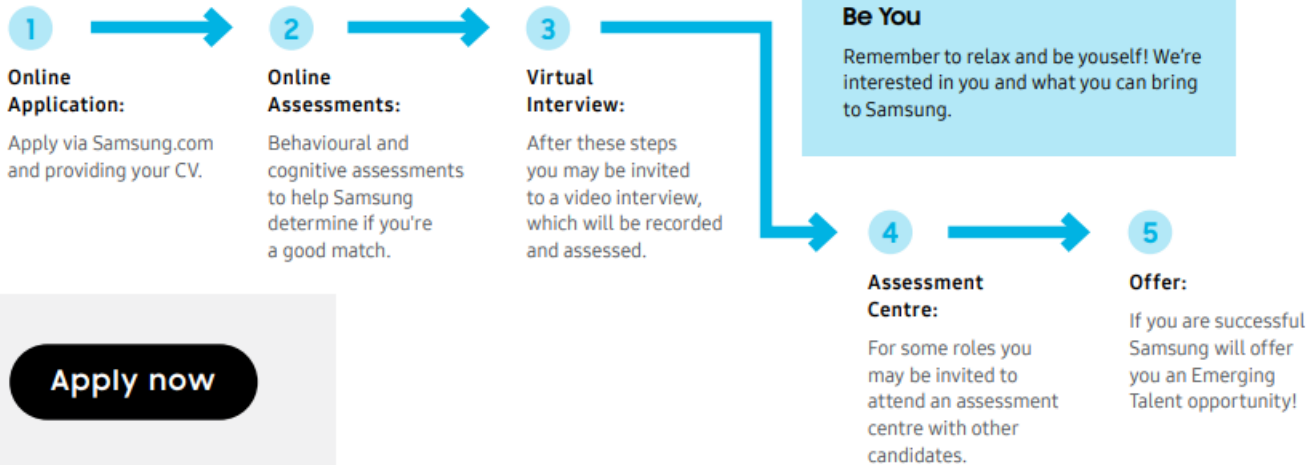 1
Online
Application:
Apply via Samsung.com
and providing your CV.
2
Online
Assessments:
Behavioural and
cognitive assessments
to help Samsung
determine if you're
a good match.
3
Virtual
Interview:
After these steps
you may be invited
to a video interview,
which will be recorded
and assessed.
Be You
Remember to relax and be youself! We're
interested in you and what you can bring
to Samsung.
4
Assessment
Centre:
For some roles you
may be invited to
attend an assessment
centre with other
candidates.
5
Offer:
If you are successful
Samsung will offer
you an Emerging
Talent opportunity!
Apply now